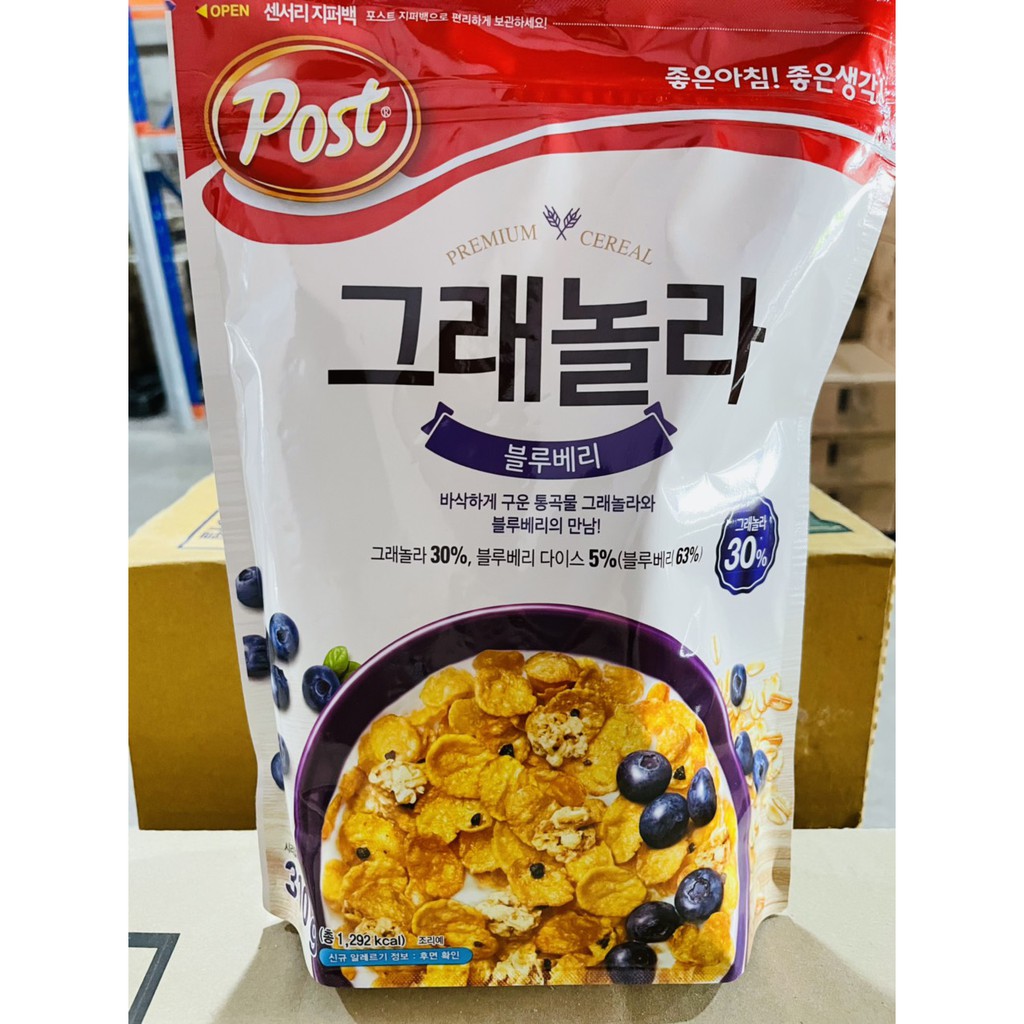 ◀OPEN 센서리 지퍼백 포스트 지퍼백으로 편리하게 보관하세요!
Post®
좋은아침! 좋은생각
PREMIUM CEREAL
그래놀라
블루베리
바삭하게 구운 통곡물 그래놀라와
블루베리의 만남!
그래놀라 30%, 블루베리 다이스 5%(블루베리 63%)
그래놀라
30%
(총 1,292 kcal) 조리예
신규 알레르기 정보 : 후면 확인